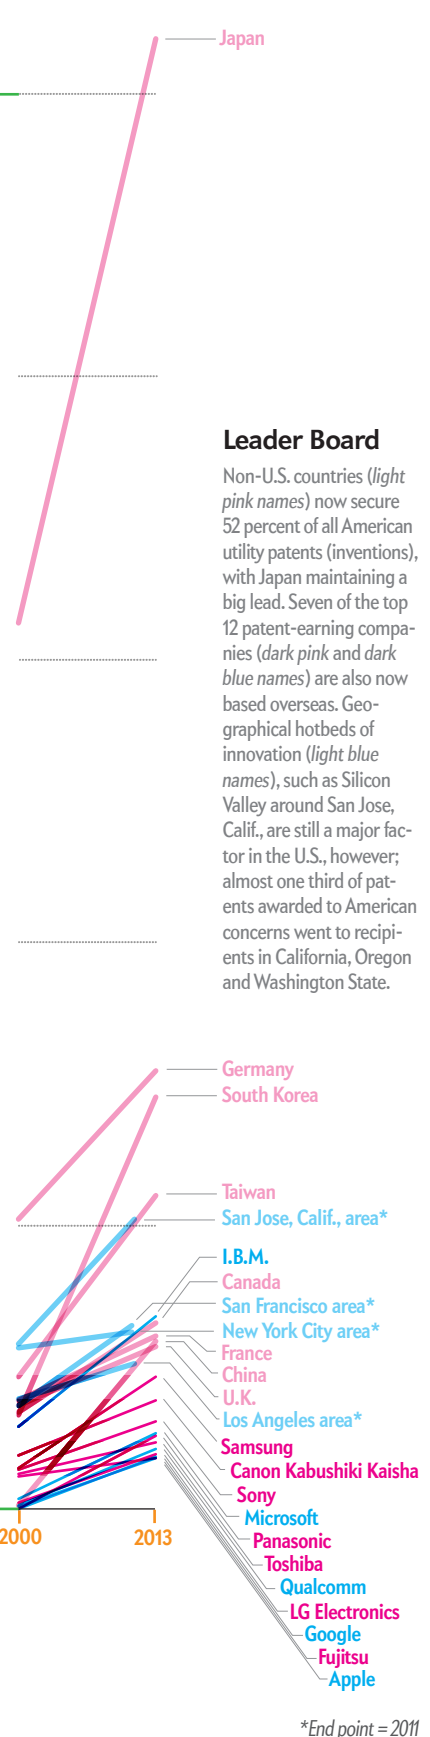 Japan
Leader Board
Non-U.S. countries (light
pink names) now secure
52 percent of all American
utility patents (inventions),
with Japan maintaining a
big lead. Seven of the top
12 patent-earning compa-
nies (dark pink and dark
blue names) are also now
based overseas. Geo-
graphical hotbeds of
innovation (light blue
names), such as Silicon
Valley around San Jose,
Calif., are still a major fac-
tor in the U.S., however;
almost one third of pat-
ents awarded to American
concerns went to recipi-
ents in California, Oregon
and Washington State.
Germany
South Korea
Taiwan
San Jose, Calif., area*
I.B.M.
Canada
San Francisco area*
New York City area*
France
China
U.K.
Los Angeles area*
Samsung
Canon Kabushiki Kaisha
Sony
Microsoft
Panasonic
Toshiba
Qualcomm
LG Electronics
Google
Fujitsu
Apple
2000
2013
*End point = 2011